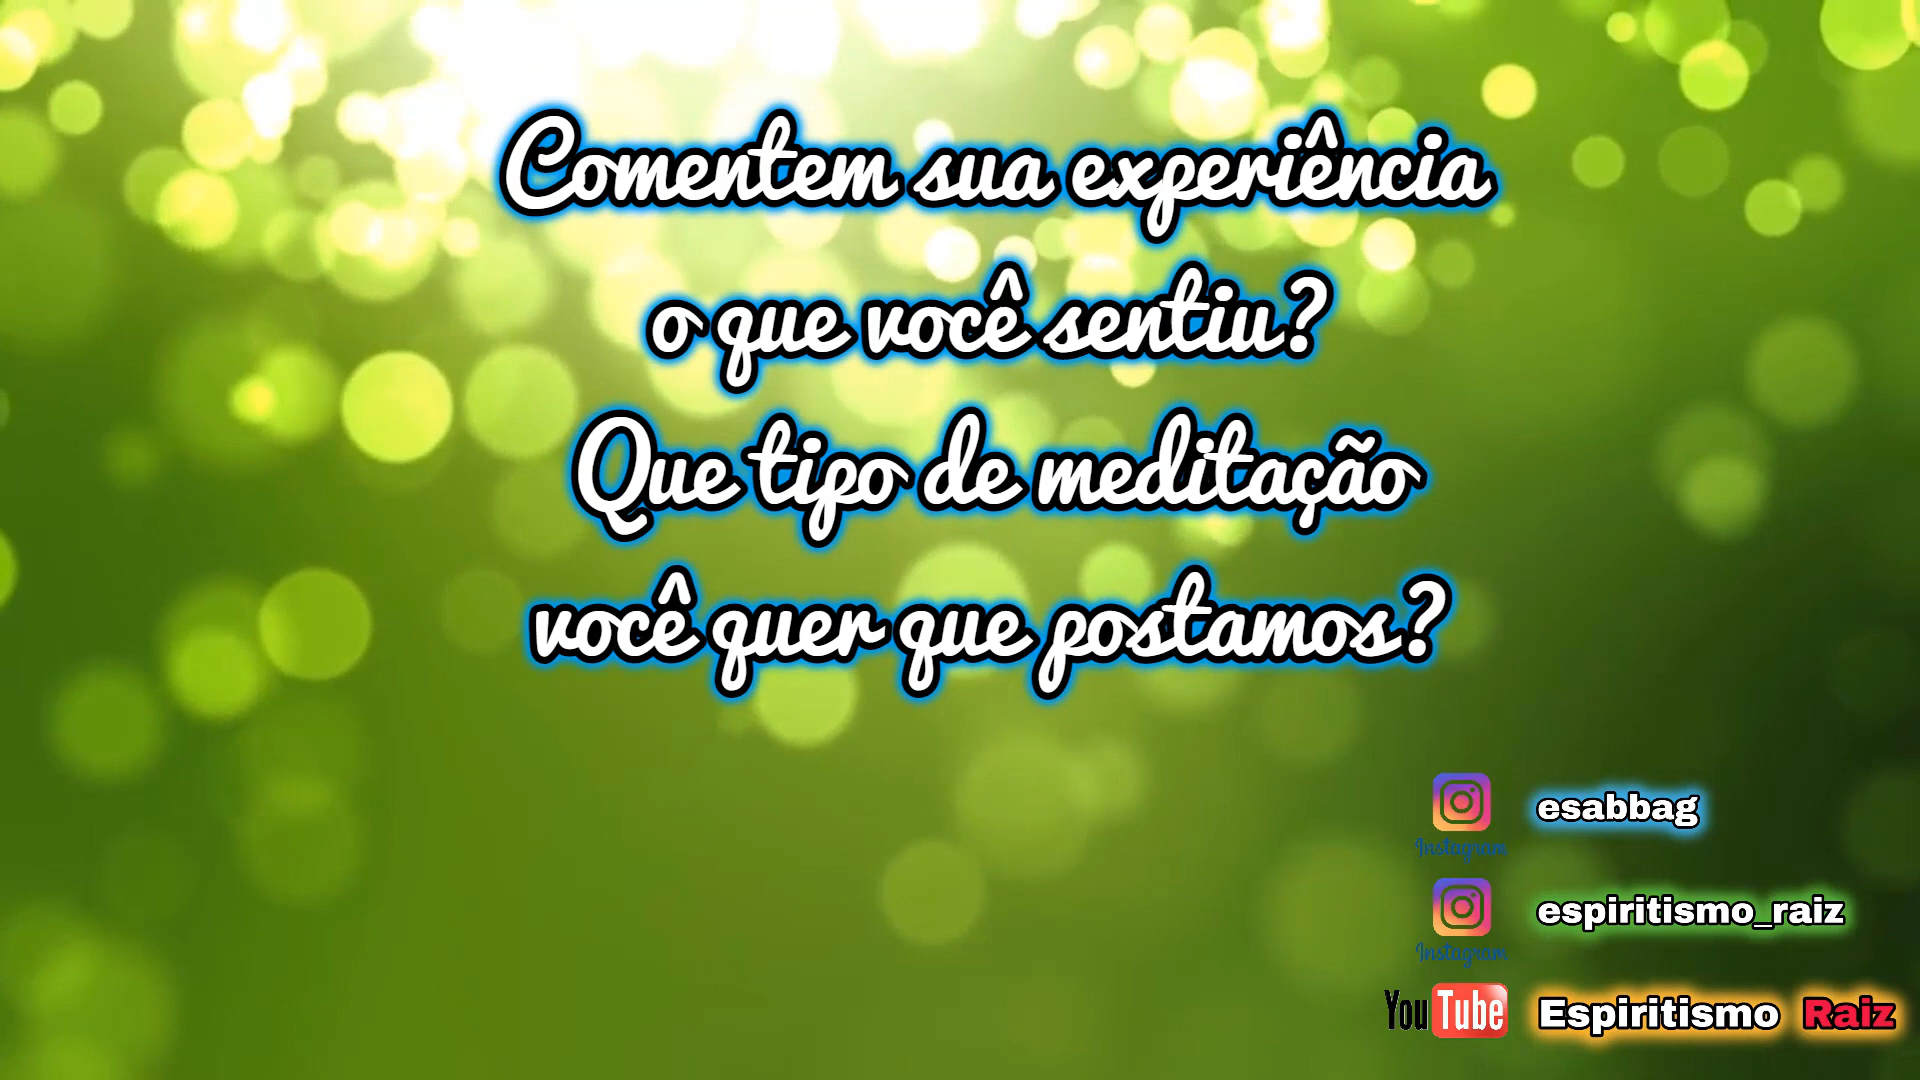 Comentem sua experiência
o que você sentiu?
Que tipo de meditação
você quer que postamos?
esabbag
Instagram
espiritismo_raiz
Instagram
YouTube Espiritismo Raiz